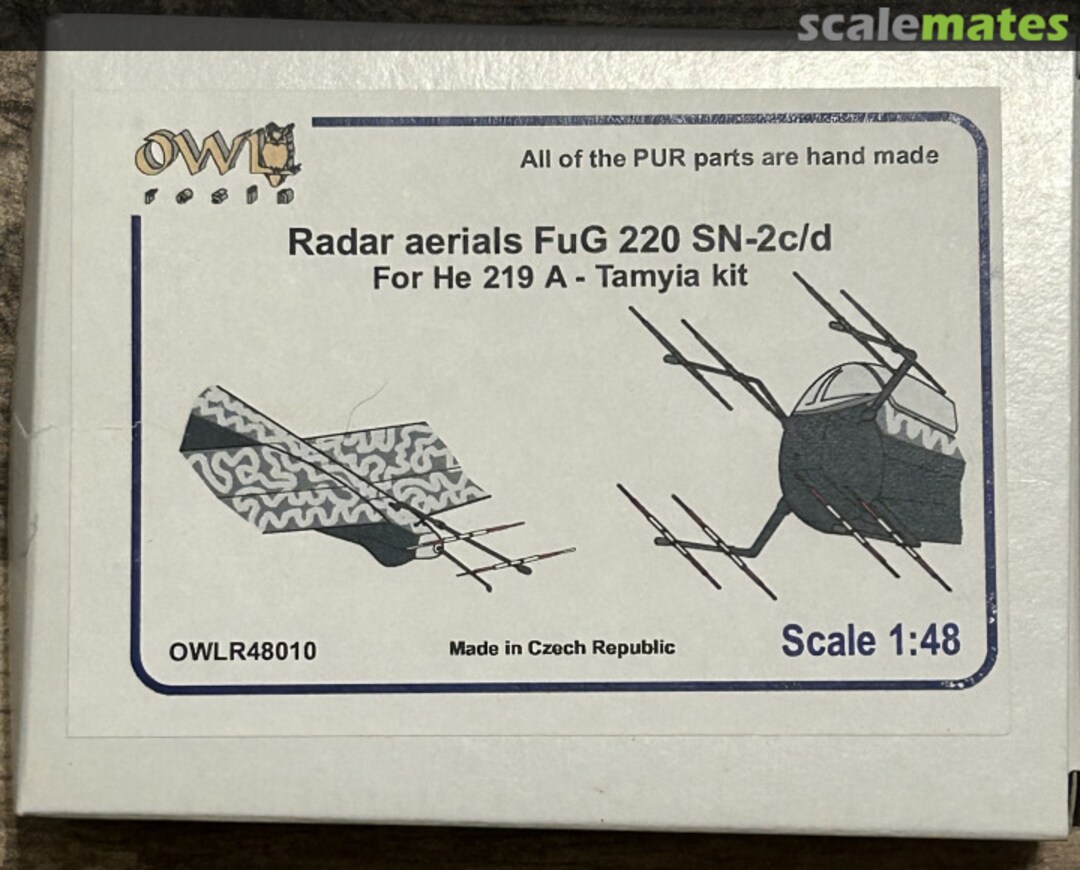 scalemates
OWL
resin
All of the PUR parts are hand made
Radar aerials FuG 220 SN-2c/d
For He 219 A - Tamyia kit
OWLR48010
Made in Czech Republic
Scale 1:48